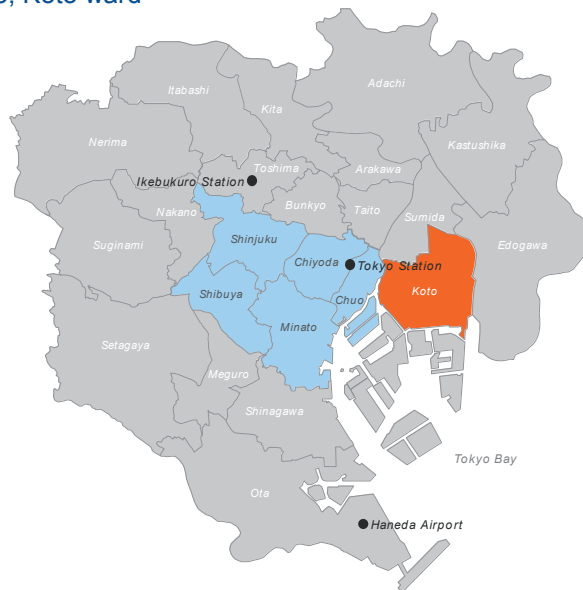 , Koto ward
Itabashi
Adachi
Kita
Nerima
Kastushika
Toshima
Arakawa
Ikebukuro Station
Nakano
Bunkyo
Taito
Sumida
Suginami
Shinjuku
Edogawa
Chiyoda
Tokyo Station
Shibuya
Chuo
Koto
Minato
Setagaya
Meguro
Shinagawa
Tokyo Bay
Ota
Haneda Airport